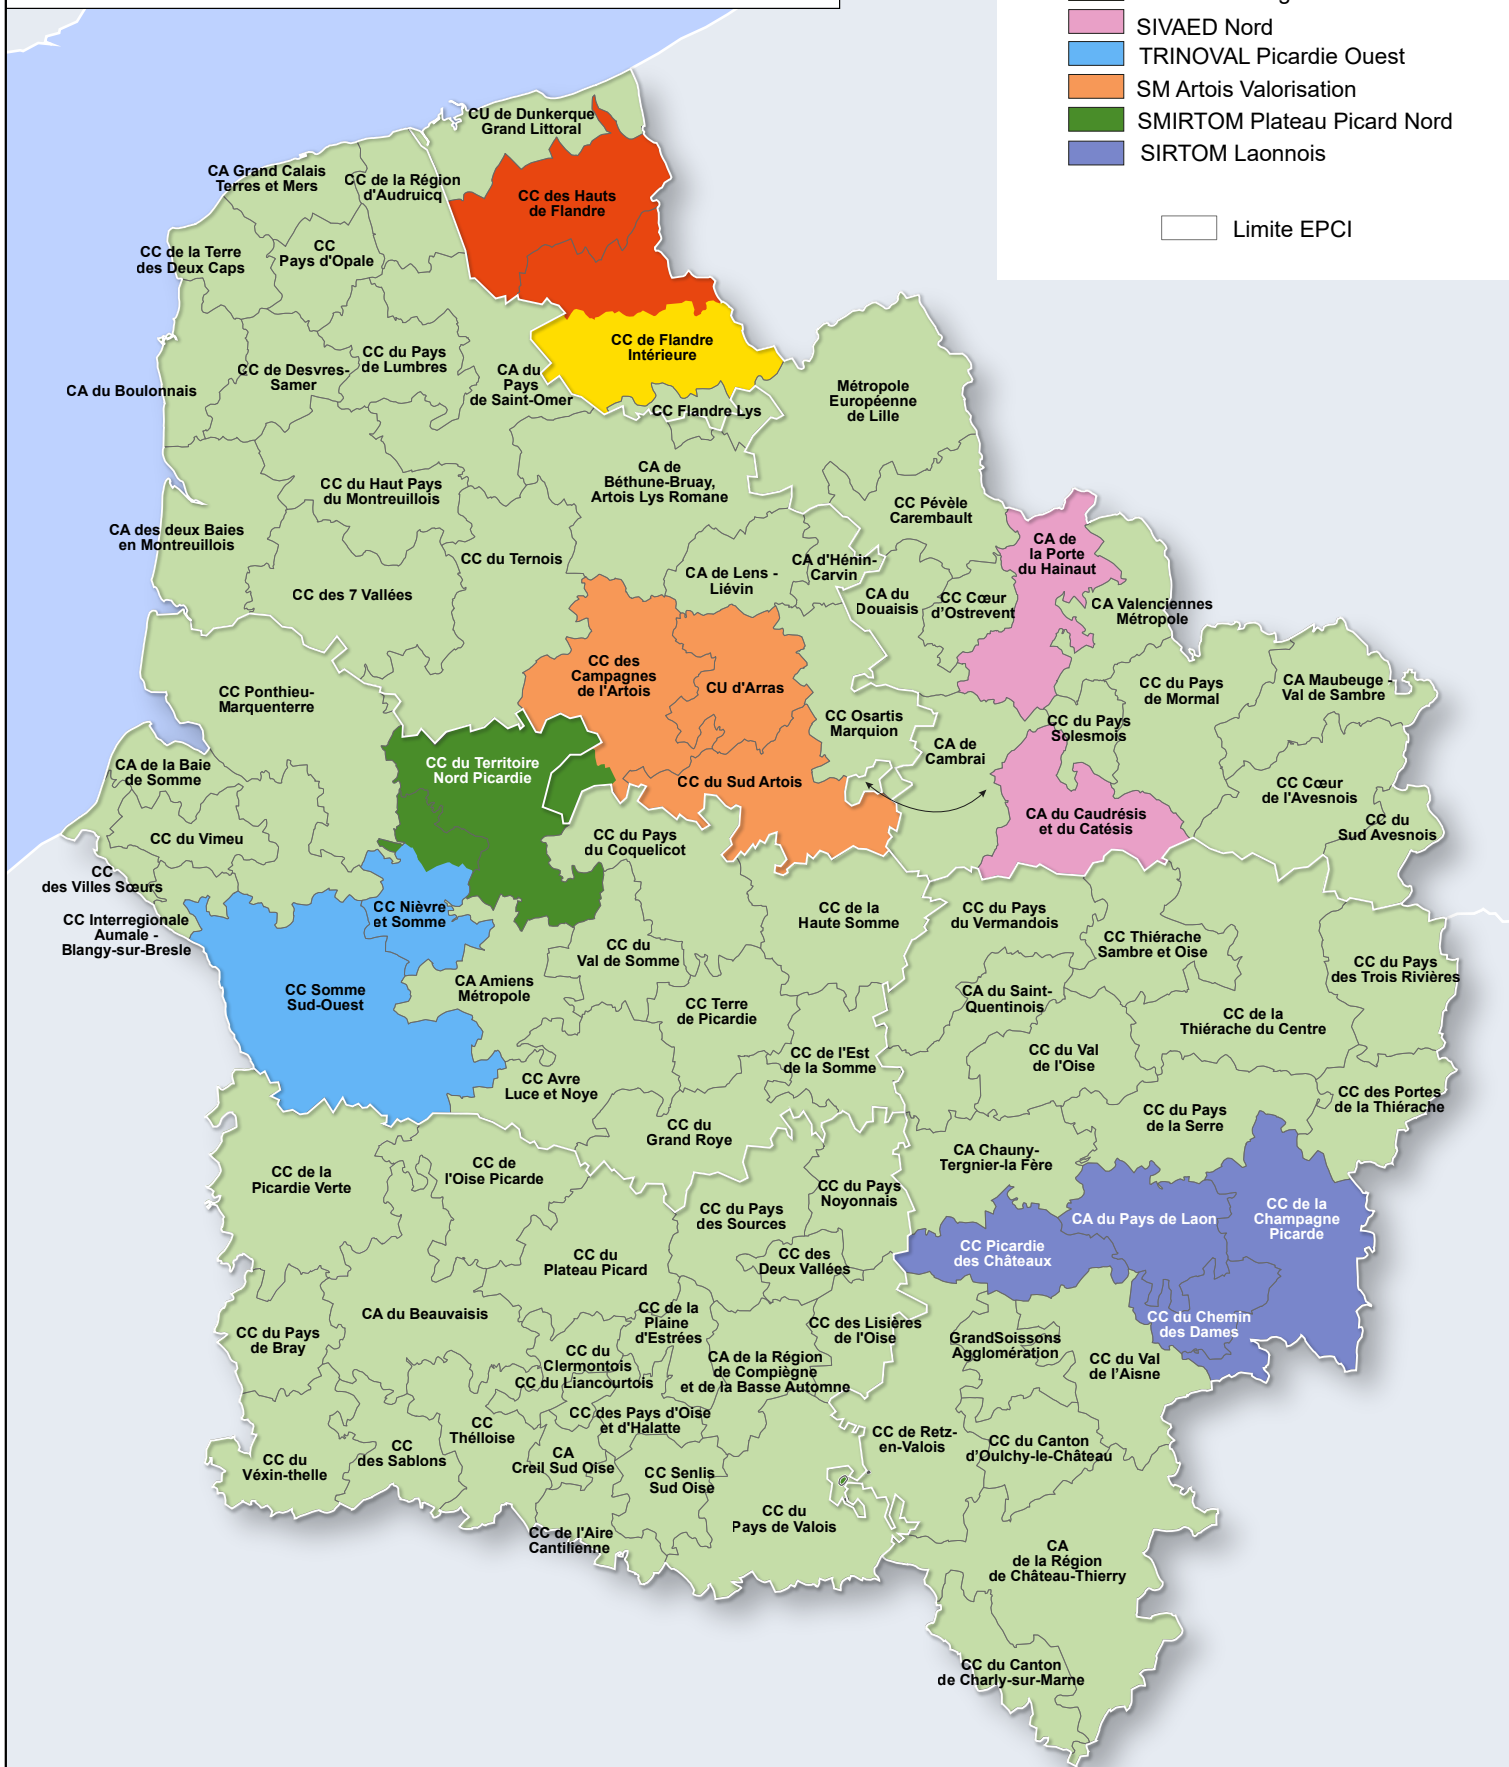 SIVAED Nord
TRINOVAL Picardie Ouest
SM Artois Valorisation
SMIRTOM Plateau Picard Nord
SIRTOM Laonnois
Limite EPCI
CU de Dunkerque
Grand Littoral
CA Grand Calais
Terres et Mers
CC de la Région
d'Audruicq
CC des Hauts
de Flandre
CC de la Terre
des Deux Caps
CC
Pays d'Opale
CC de Flandre
Intérieure
CC du Pays
de Lumbres
CC de Desvres-
Samer
CA du
Pays
de Saint-Omer
CA du Boulonnais
CC Flandre Lys
Métropole
Européenne
de Lille
CC du Haut Pays
du Montreuillois
CA de
Béthune-Bruay,
Artois Lys Romane
CC Pévèle
Carembault
CA des deux Baies
en Montreuillois
CC du Ternois
CC des 7 Vallées
CA de Lens -
Liévin
CA d'Hénin-
Carvin
CA du
Douaisis
CC Cœur
d'Ostrevent
CA de
la Porte
du Hainaut
CA Valenciennes
Métropole
CC des
Campagnes
de l'Artois
CU d'Arras
CC Osartis
Marquion
CA de
Cambrai
CC du Pays
Solesmois
CC du Pays
de Mormal
CA Maubeuge -
Val de Sambre
CC Ponthieu-
Marquenterre
CA de la Baie
de Somme
CC du Territoire
Nord Picardie
CC du Sud Artois
CC Cœur
de l'Avesnois
CA du Caudrésis
et du Catésis
CC du
Sud Avesnois
CC du Vimeu
CC du Pays
du Coquelicot
CC
des Villes Sœurs
CC Interregionale
Aumale -
Blangy-sur-Bresle
CC Nièvre
et Somme
CC de la
Haute Somme
CC du Pays
du Vermandois
CC Thiérache
Sambre et Oise
CC du
Val de Somme
CC du Pays
des Trois Rivières
CC Somme
Sud-Ouest
CA Amiens
Métropole
CC Terre
de Picardie
CA du Saint-
Quentinois
CC de la
Thiérache du Centre
CC de l'Est
de la Somme
CC du Val
de l'Oise
CC Avre
Luce et Noye
CC des Portes
de la Thiérache
CC du Pays
de la Serre
CC du
Grand Roye
CA Chauny-
Tergnier-la Fère
CC de la
Picardie Verte
CC de
l'Oise Picarde
CC du Pays
Noyonnais
CC du Pays
des Sources
CA du Pays de Laon
CC de la
Champagne
Picarde
CC Picardie
des Châteaux
CC du
Plateau Picard
CC des
Deux Vallées
CA du Beauvaisis
CC de la
Plaine
d'Estrées
CC des Lisières
de l'Oise
CC du Chemin
des Dames
CC du Pays
de Bray
GrandSoissons
Agglomération
CC du
Clermontois
CC du Liancourtois
CA de la Région
de Compiègne
et de la Basse Automne
CC du Val
de l'Aisne
CC des Pays d'Oise
et d'Halatte
CC
Thélloise
CC de Retz-
en-Valois
CC du Canton
d'Oulchy-le-Château
CC du
Véxin-thelle
CC
des Sablons
CA
Creil Sud Oise
CC Senlis
Sud Oise
CC du
Pays de Valois
CC de l'Aire
Cantilienne
CA
de la Région
de Château-Thierry
CC du Canton
de Charly-sur-Marne